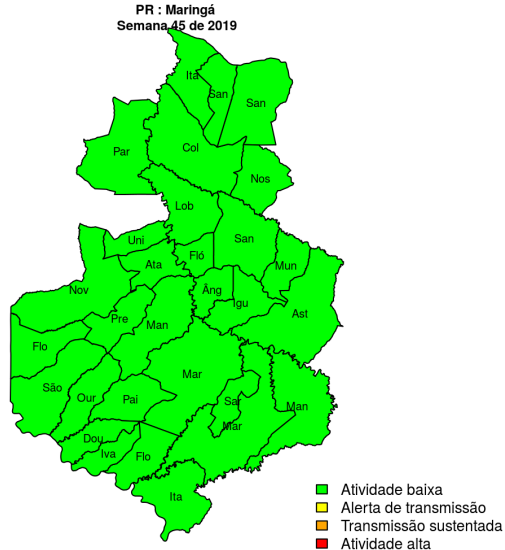 PR : Maringá
Semana 45 de 2019
Ita
San
San
Par
Col
Nos
Lob
Uni
San
Fló
Ata
Mun
Nov
Âng
Igu
Ast
Pre
Man
Flo
Mar
São
Our
Pai
Sar
Man
Mar
Dou
Iva
Flo
Ita
Atividade baixa
Alerta de transmissão
Transmissão sustentada
Atividade alta